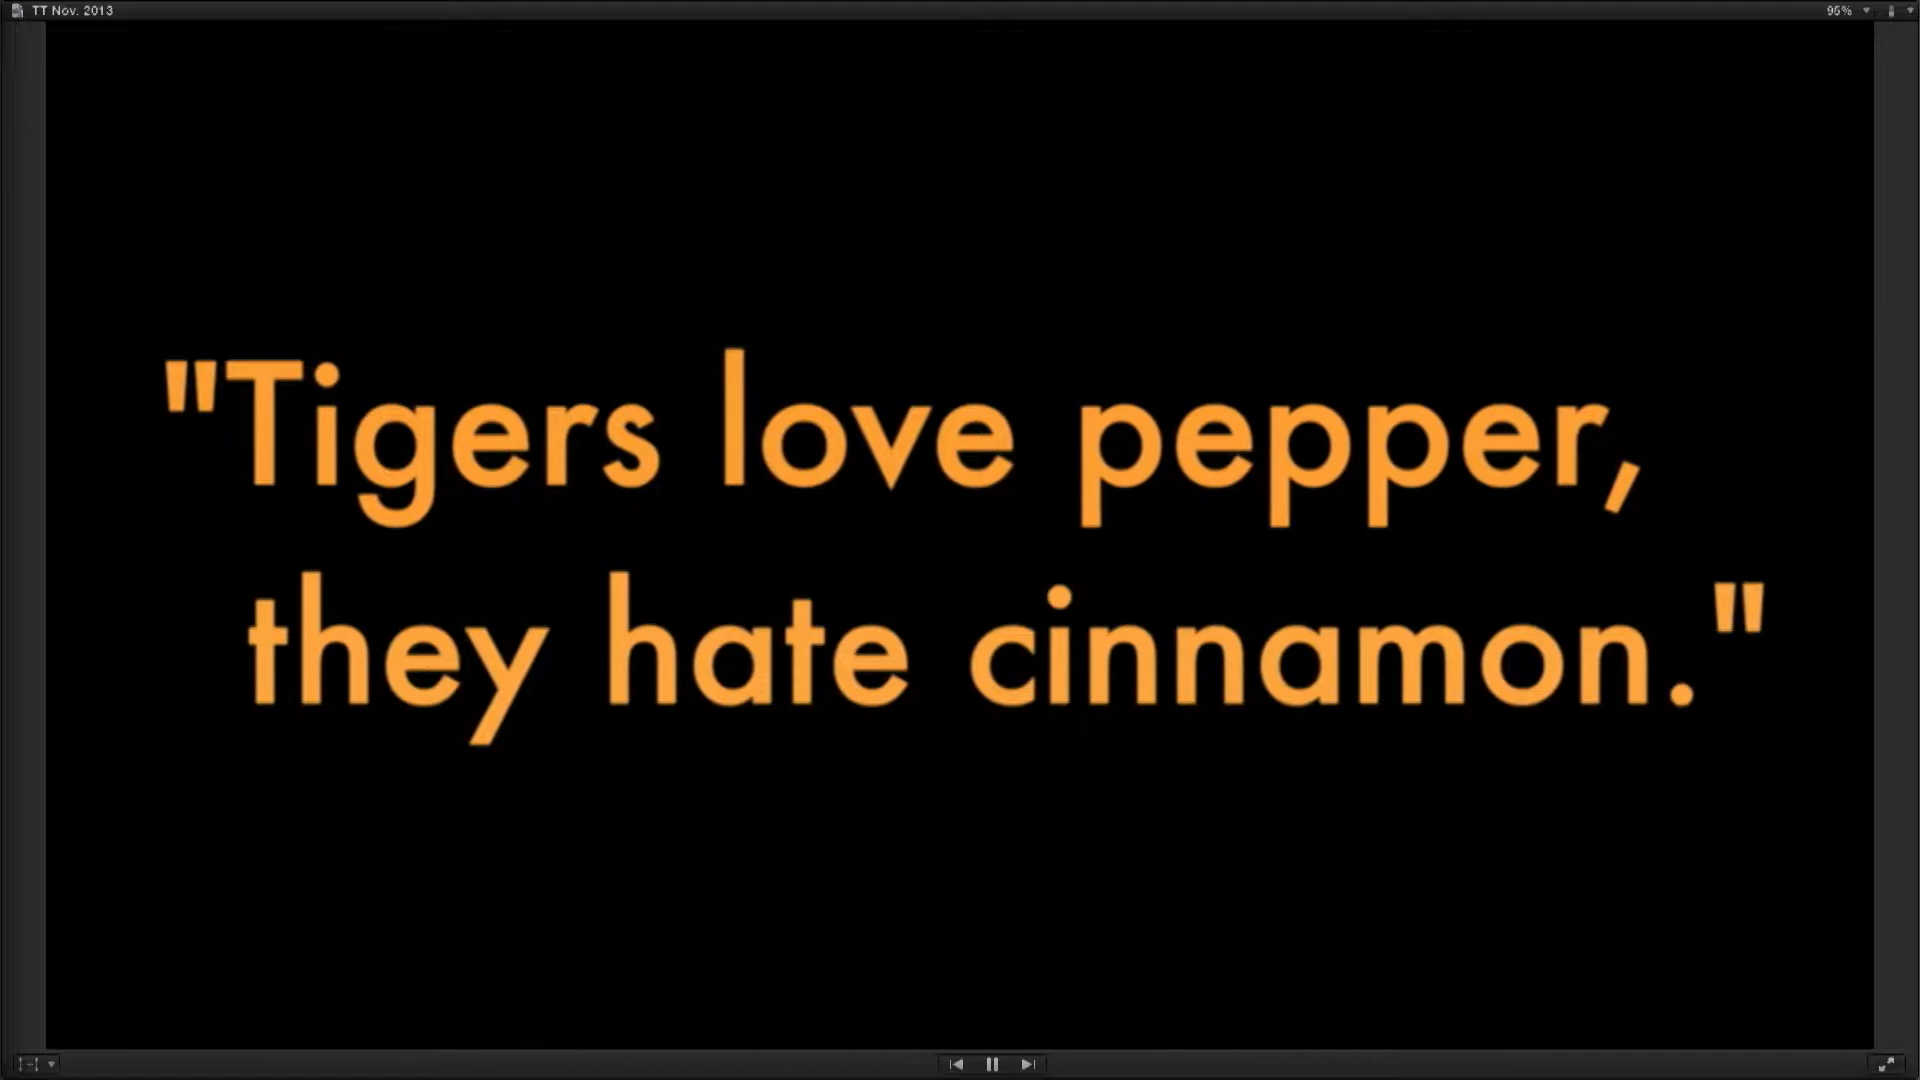 TT Nov. 2013
95%
"Tigers love pepper,
they hate cinnamon."